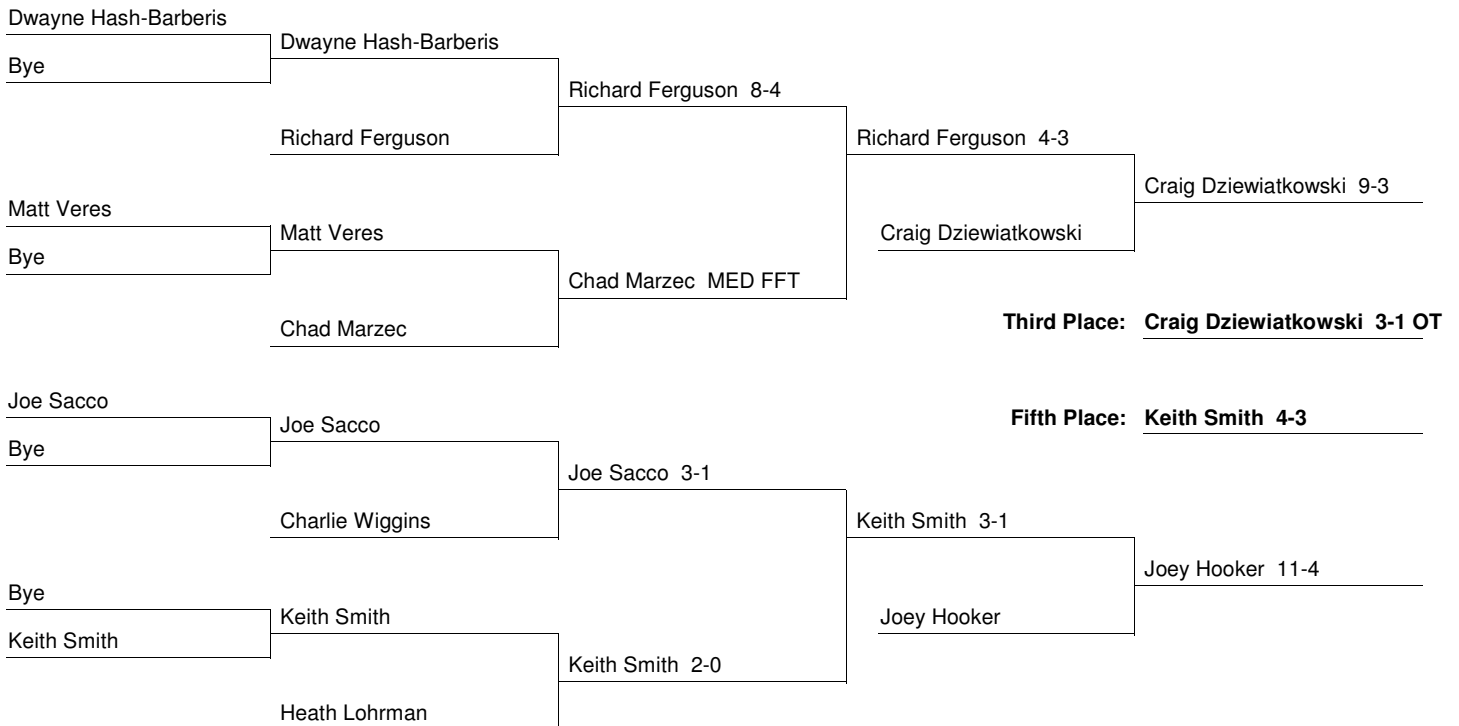 Dwayne Hash-Barberis
Dwayne Hash-Barberis
Bye
Richard Ferguson 8-4
Richard Ferguson
Richard Ferguson 4-3
Craig Dziewiatkowski 9-3
Matt Veres
Matt Veres
Craig Dziewiatkowski
Bye
Chad Marzec MED FFT
Chad Marzec
Third Place: Craig Dziewiatkowski 3-1 OT
Joe Sacco
Joe Sacco
Fifth Place: Keith Smith 4-3
Bye
Joe Sacco 3-1
Charlie Wiggins
Keith Smith 3-1
Joey Hooker 11-4
Bye
Keith Smith
Joey Hooker
Keith Smith
Keith Smith 2-0
Heath Lohrman